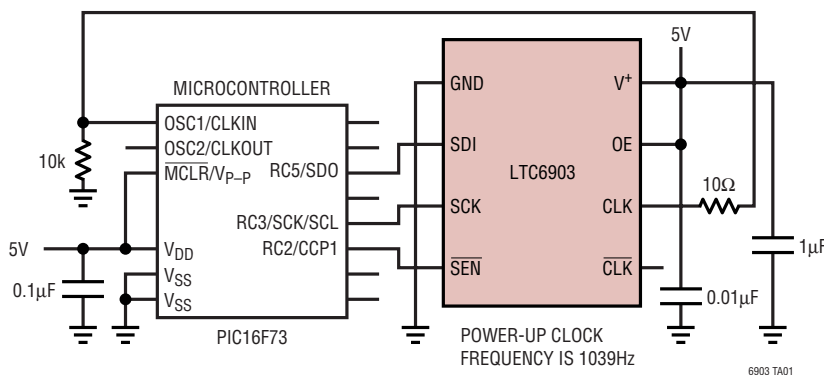 5V
MICROCONTROLLER
GND
V+
OSC1/CLKIN
OSC2/CLKOUT
10k
MCLR/VP–P
RC5/SDO
SDI
OE
LTC6903
10Ω
RC3/SCK/SCL
SCK
CLK
5V
VDD
RC2/CCP1
SEN
CLK
1μF
0.1μF
VSS
VSS
0.01μF
PIC16F73
POWER-UP CLOCK
FREQUENCY IS 1039Hz
6903 TA01